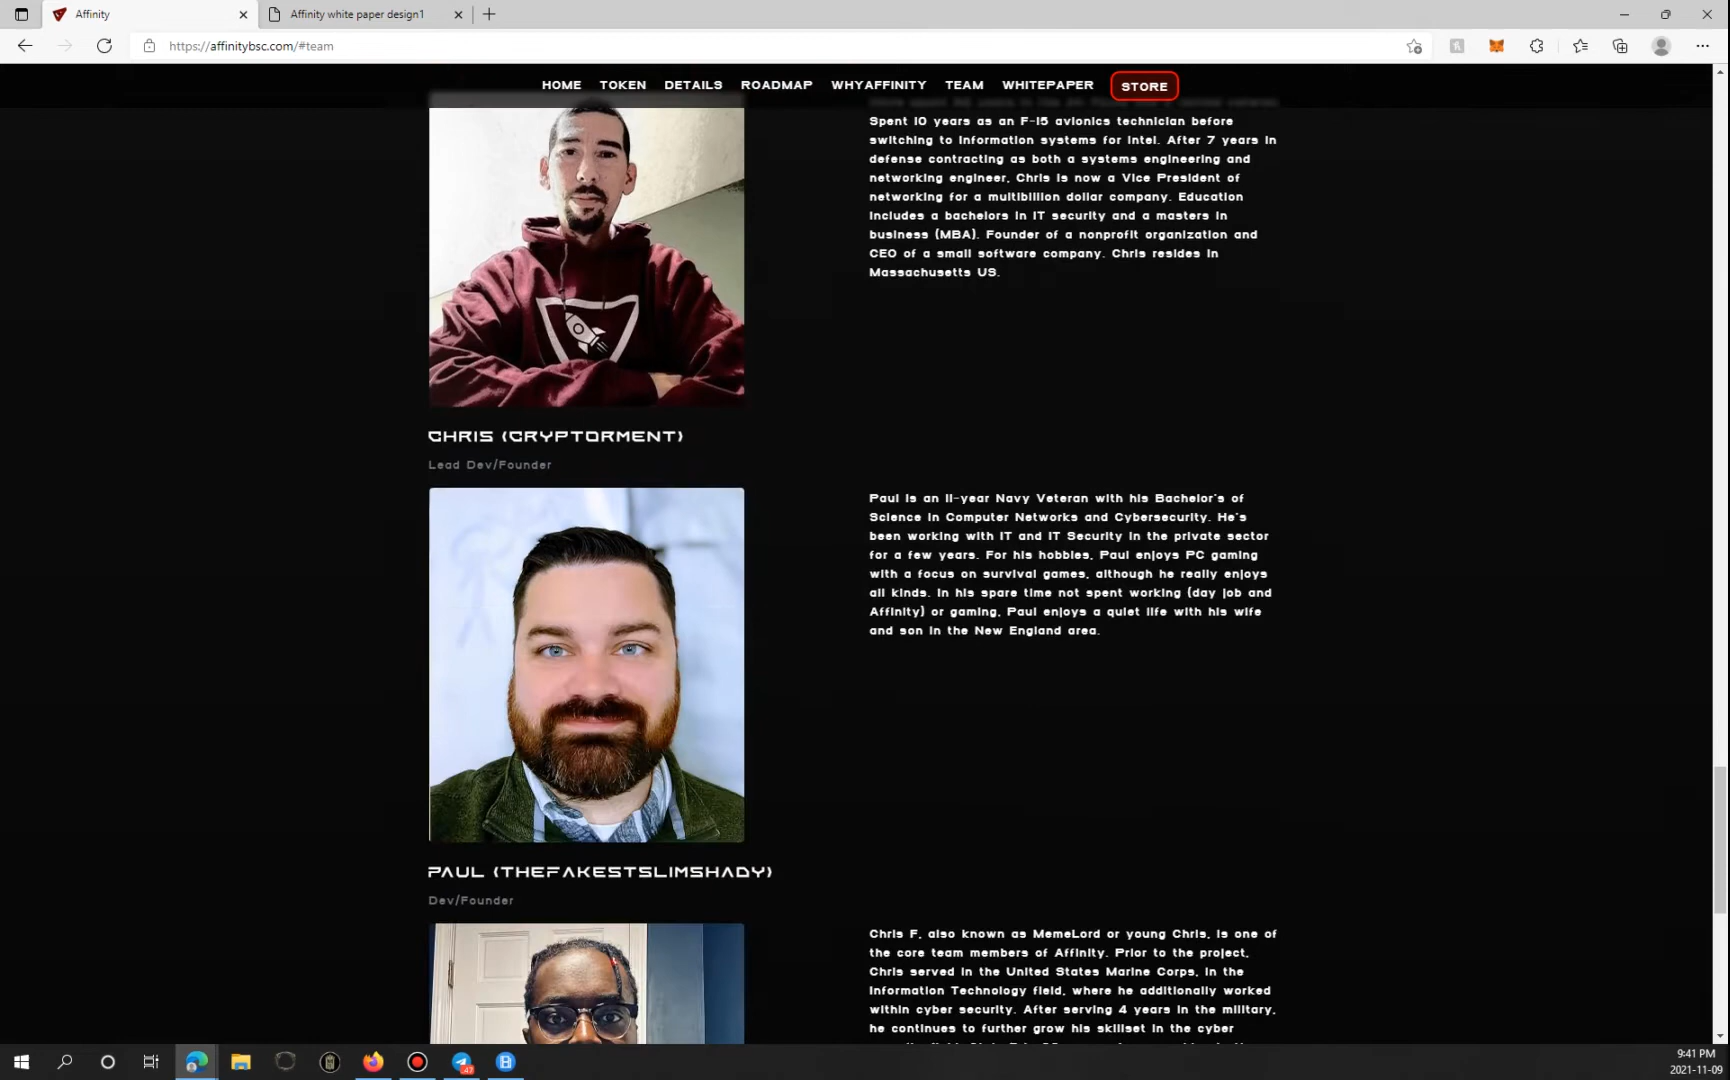 Affinity
Affinity white paper design1
https://affinitybsc.com/#team
HOME TOKEN DETAILS ROADMAP WHYAFFINITY TEAM WHITEPAPER STORE
Spent 10 years as an F-15 avionics technician before
switching to information systems for Intel. After 7 years in
defense contracting as both a systems engineering and
networking engineer, Chris is now a Vice President of
networking for a multibillion dollar company. Education
includes a bachelors in IT security and a masters in
business (MBA). Founder of a nonprofit organization and
CEO of a small software company. Chris resides in
Massachusetts US.
CHRIS (CRYPTORMENT)
Lead Dev/Founder
Paul is an 11-year Navy Veteran with his Bachelor's of
Science in Computer Networks and Cybersecurity. He's
been working with IT and IT Security in the private sector
for a few years. For his hobbies, Paul enjoys PC gaming
with a focus on survival games, although he really enjoys
all kinds. In his spare time not spent working (day job and
Affinity) or gaming, Paul enjoys a quiet life with his wife
and son in the New England area.
PAUL (THEFAKESTSLIMSHADY)
Dev/Founder
Chris F, also known as MemeLord or young Chris, is one of
the core team members of Affinity. Prior to the project,
Chris served in the United States Marine Corps, in the
Information Technology field, where he additionally worked
within cyber security. After serving 4 years in the military,
he continues to further grow his skillset in the cyber
9:41 PM
2021-11-09